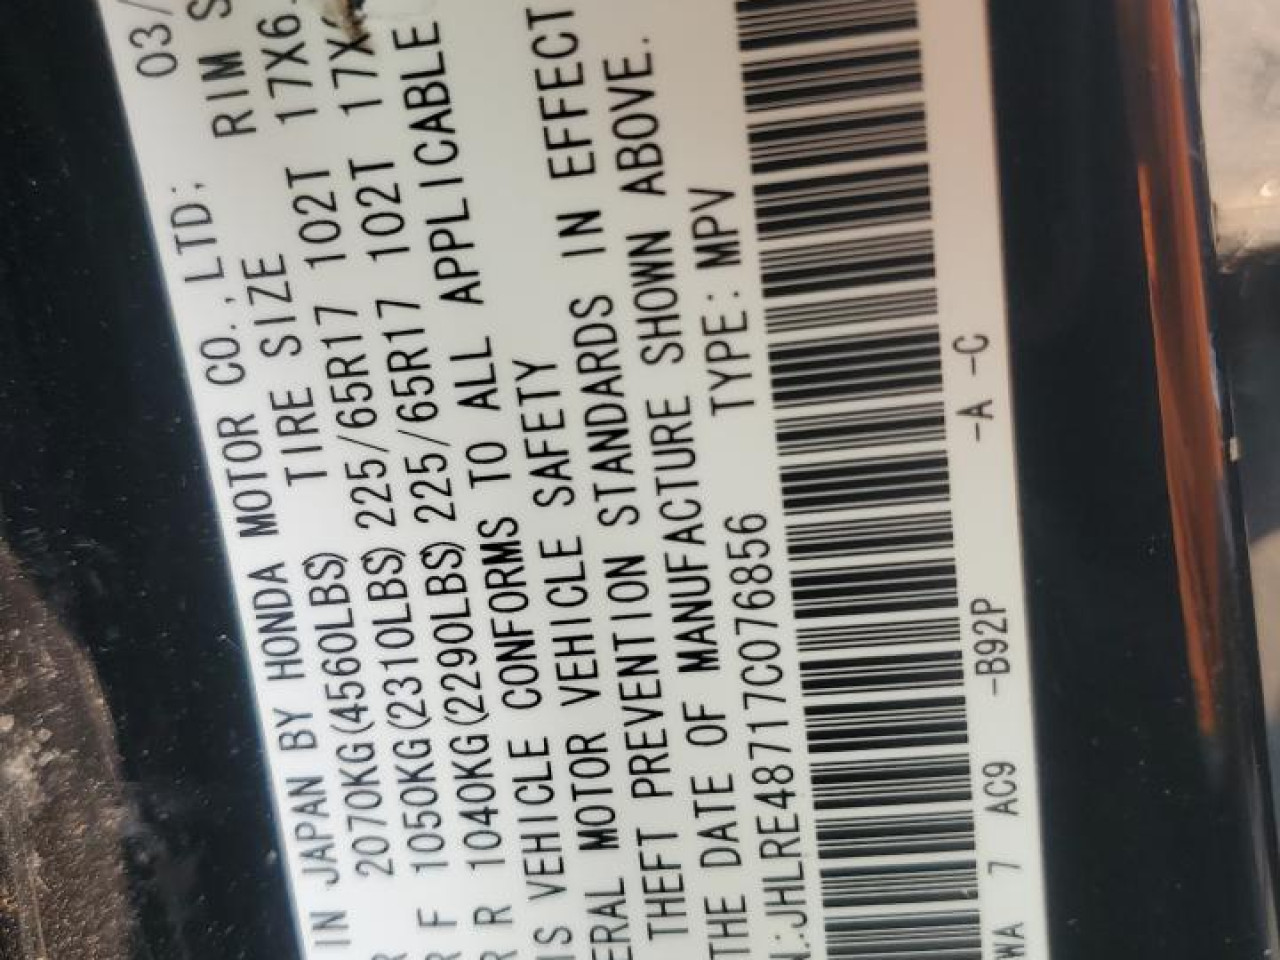 IN JAPAN BY HONDA MOTOR CO.,LTD; 03/
2070KG(4560LBS) TIRE SIZE RIM S
R F 1050KG(2310LBS) 225/65R17 102T 17X6.
R R 1040KG(2290LBS) 225/65R17 102T 17X
IS VEHICLE CONFORMS TO ALL APPLICABLE
ERAL MOTOR VEHICLE SAFETY
THEFT PREVENTION STANDARDS IN EFFECT
THE DATE OF MANUFACTURE SHOWN ABOVE.
N.:JHLRE48717C076856 TYPE: MPV
WA 7 AC9 -B92P -A -C